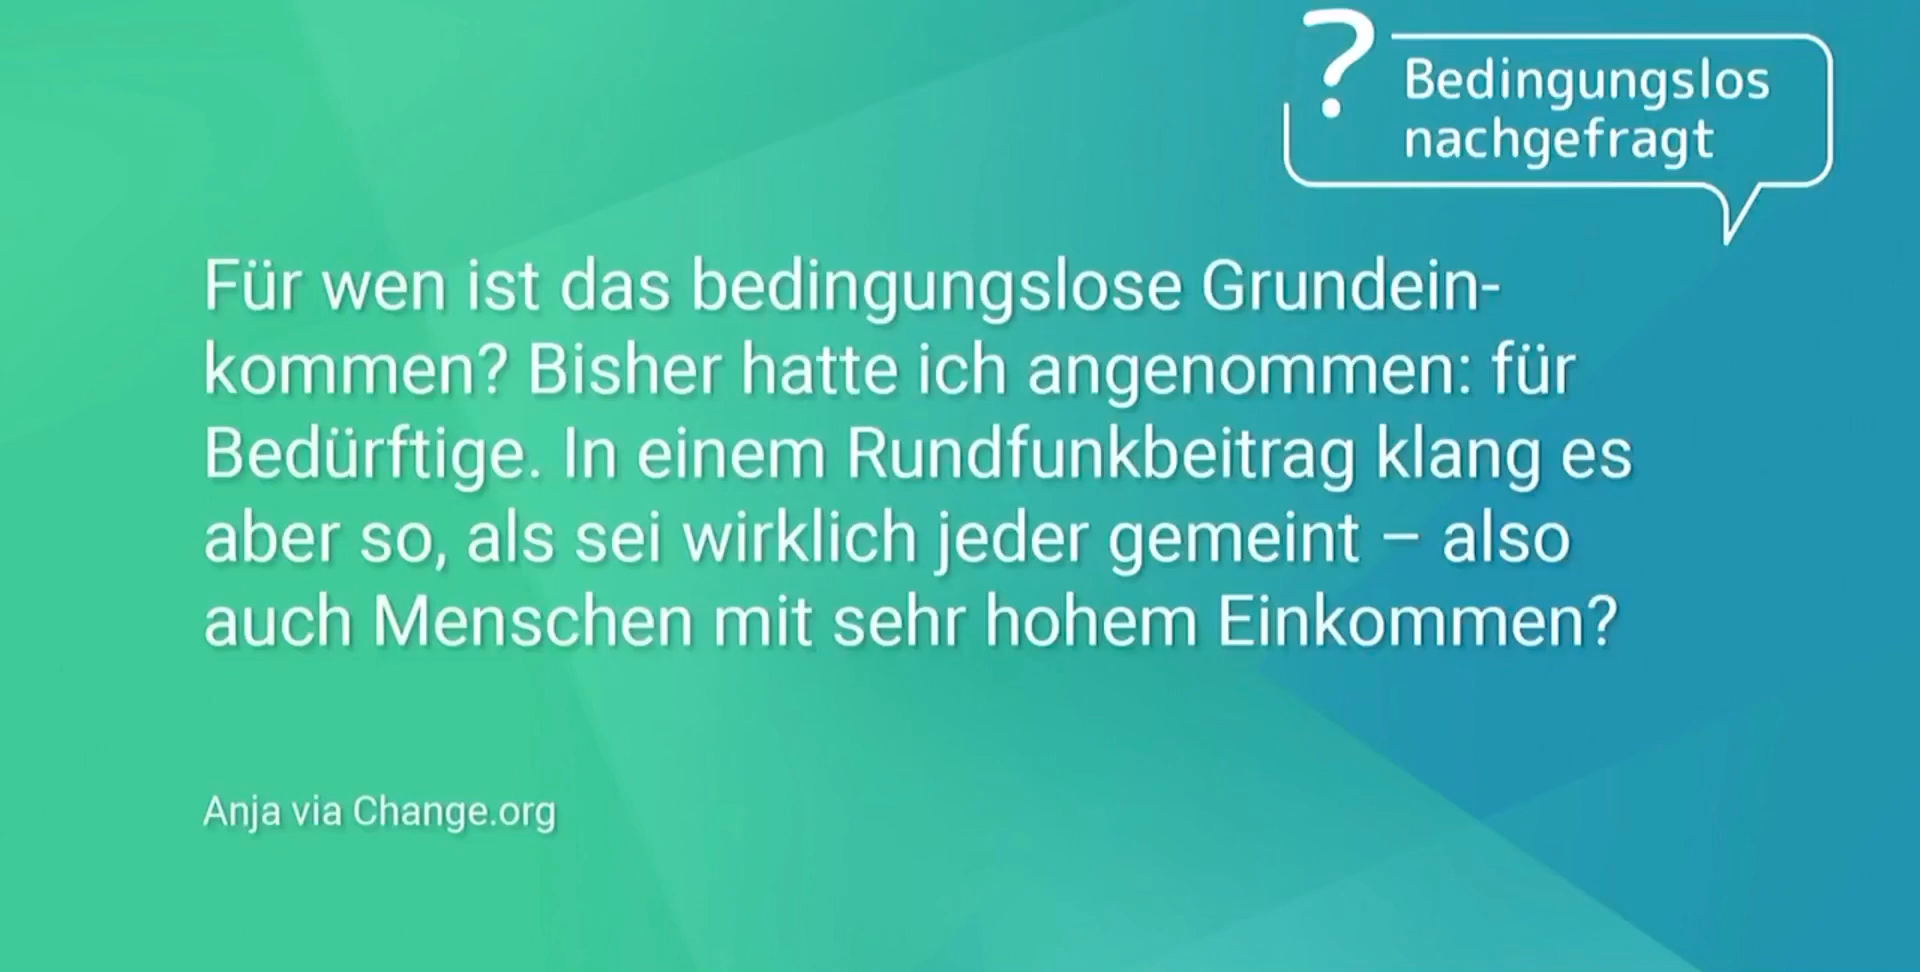 Bedingungslos
nachgefragt
Für wen ist das bedingungslose Grundein-
kommen? Bisher hatte ich angenommen: für
Bedürftige. In einem Rundfunkbeitrag klang es
aber so, als sei wirklich jeder gemeint – also
auch Menschen mit sehr hohem Einkommen?
Anja via Change.org